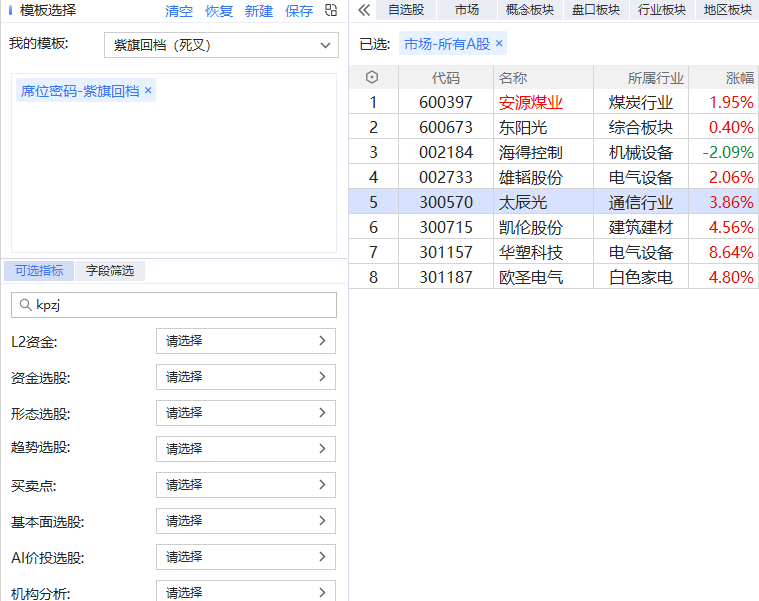 模板选择 清空 恢复 新建 保存
我的模板: 紫旗回档（死叉）
席位密码-紫旗回档 ×
可选指标 字段筛选
kpzj
L2资金: 请选择
资金选股: 请选择
形态选股: 请选择
趋势选股: 请选择
买卖点: 请选择
基本面选股: 请选择
AI价投选股: 请选择
机构分析: 请选择
自选股 市场 概念板块 盘口板块 行业板块 地区板块
已选: 市场-所有A股 ×
代码 名称 所属行业 涨幅
1 600397 安源煤业 煤炭行业 1.95%
2 600673 东阳光 综合板块 0.40%
3 002184 海得控制 机械设备 -2.09%
4 002733 雄韬股份 电气设备 2.06%
5 300570 太辰光 通信行业 3.86%
6 300715 凯伦股份 建筑建材 4.56%
7 301157 华塑科技 电气设备 8.64%
8 301187 欧圣电气 白色家电 4.80%